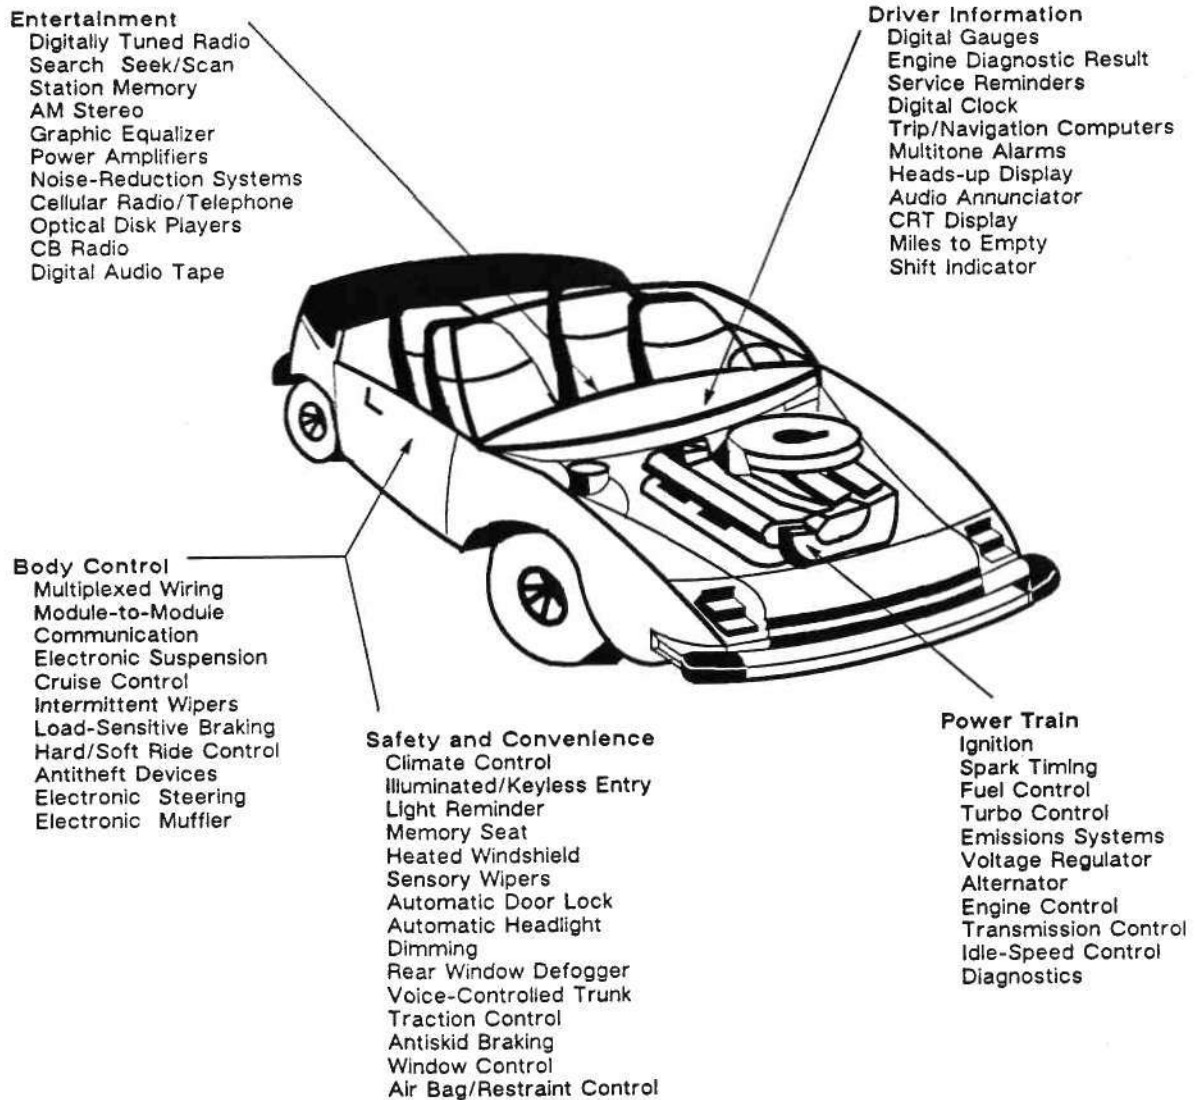 Entertainment
Digitally Tuned Radio
Search Seek/Scan
Station Memory
AM Stereo
Graphic Equalizer
Power Amplifiers
Noise-Reduction Systems
Cellular Radio/Telephone
Optical Disk Players
CB Radio
Digital Audio Tape
Driver Information
Digital Gauges
Engine Diagnostic Result
Service Reminders
Digital Clock
Trip/Navigation Computers
Multitone Alarms
Heads-up Display
Audio Annunciator
CRT Display
Miles to Empty
Shift Indicator
Body Control
Multiplexed Wiring
Module-to-Module
Communication
Electronic Suspension
Cruise Control
Intermittent Wipers
Load-Sensitive Braking
Hard/Soft Ride Control
Antitheft Devices
Electronic Steering
Electronic Muffler
Safety and Convenience
Climate Control
Illuminated/Keyless Entry
Light Reminder
Memory Seat
Heated Windshield
Sensory Wipers
Automatic Door Lock
Automatic Headlight
Dimming
Rear Window Defogger
Voice-Controlled Trunk
Traction Control
Antiskid Braking
Window Control
Air Bag/Restraint Control
Power Train
Ignition
Spark Timing
Fuel Control
Turbo Control
Emissions Systems
Voltage Regulator
Alternator
Engine Control
Transmission Control
Idle-Speed Control
Diagnostics